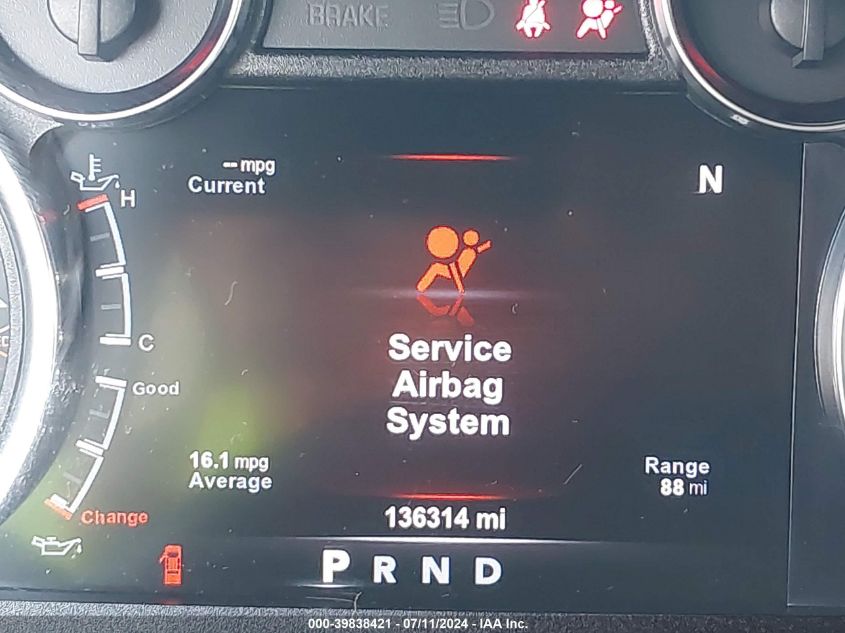 BRAKE
-- mpg
Current
N
H
C
Service
Airbag
System
Good
16.1 mpg
Average
Range
88 mi
Change
136314 mi
P R N D
000-39838421 - 07/11/2024 - IAA Inc.